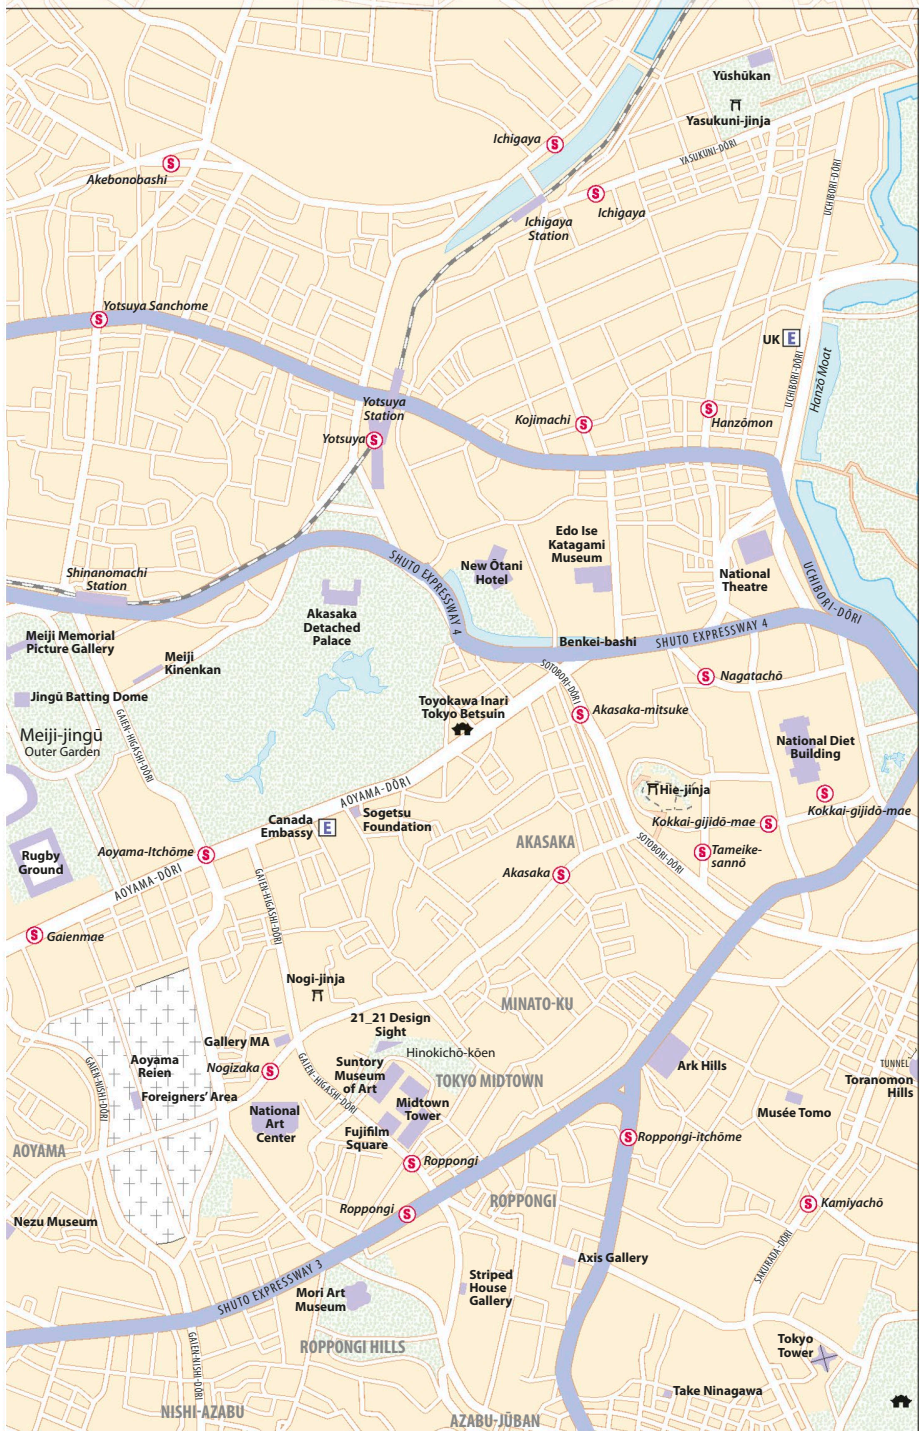 Yūshūkan
Yasukuni-jinja
Ichigaya
YASUKUNI-DŌRI
Akebonobashi
UCHIBORI-DŌRI
Ichigaya
Ichigaya
Station
Yotsuya Sanchome
UK E
UCHIBORI-DŌRI
Hanzō Moat
Yotsuya
Station
Kojimachi
Hanzōmon
Yotsuya
Edo Ise
Katagami
Museum
New Ōtani
Hotel
National
Theatre
Shinanomachi
Station
SHUTO EXPRESSWAY 4
UCHIBORI-DŌRI
Akasaka
Detached
Palace
Meiji Memorial
Picture Gallery
Benkei-bashi
SHUTO EXPRESSWAY 4
Meiji
Kinenkan
SOTOBORI-DŌRI
Nagatachō
Jingū Batting Dome
Toyokawa Inari
Tokyo Betsuin
Akasaka-mitsuke
GAIEN-HIGASHI-DŌRI
Meiji-jingū
Outer Garden
National Diet
Building
AOYAMA-DŌRI
Hie-jinja
Kokkai-gijidō-mae
Sogetsu
Foundation
Canada
Embassy E
Kokkai-gijidō-mae
AKASAKA
SOTOBORI-DŌRI
Tameike-
sannō
Rugby
Ground
Aoyama-Itchōme
Akasaka
AOYAMA-DŌRI
GAIEN-HIGASHI-DŌRI
Gaienmae
Nogi-jinja
MINATO-KU
21_21 Design
Sight
Gallery MA
Hinokichō-kōen
Aoyama
Reien
Nogizaka
GAIEN-HIGASHI-DŌRI
Suntory
Museum
of Art
TOKYO MIDTOWN
Ark Hills
TUNNEL
Toranomon
Hills
GAIEN-NISHI-DŌRI
Foreigners' Area
National
Art
Center
Midtown
Tower
Musée Tomo
Fujifilm
Square
Roppongi-itchōme
AOYAMA
Roppongi
Roppongi
ROPPONGI
Kamiyachō
Nezu Museum
SAKURADA-DŌRI
Axis Gallery
SHUTO EXPRESSWAY 3
Mori Art
Museum
Striped
House
Gallery
ROPPONGI HILLS
GAIEN-NISHI-DŌRI
Tokyo
Tower
Take Ninagawa
NISHI-AZABU
AZABU-JŪBAN